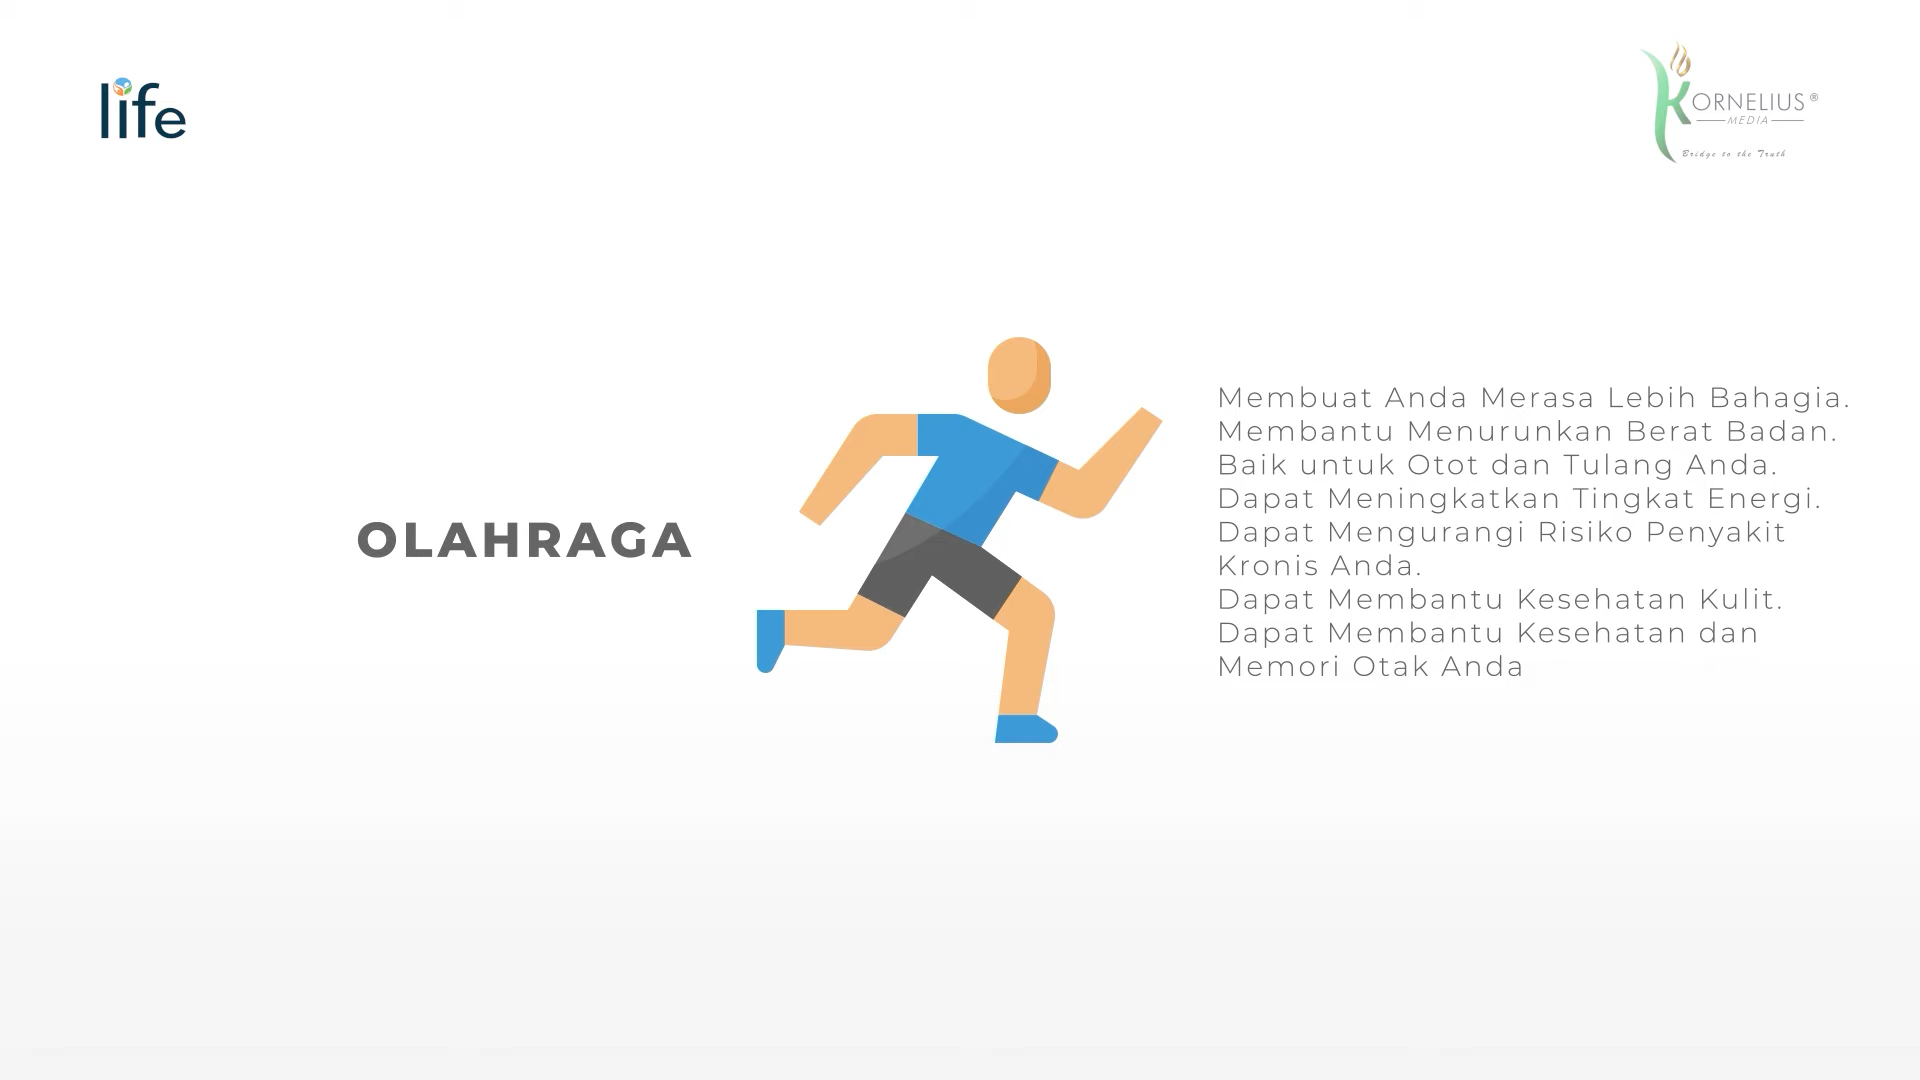 life
KORNELIUS®
MEDIA
Bridge to the Truth
OLAHRAGA
Membuat Anda Merasa Lebih Bahagia.
Membantu Menurunkan Berat Badan.
Baik untuk Otot dan Tulang Anda.
Dapat Meningkatkan Tingkat Energi.
Dapat Mengurangi Risiko Penyakit
Kronis Anda.
Dapat Membantu Kesehatan Kulit.
Dapat Membantu Kesehatan dan
Memori Otak Anda